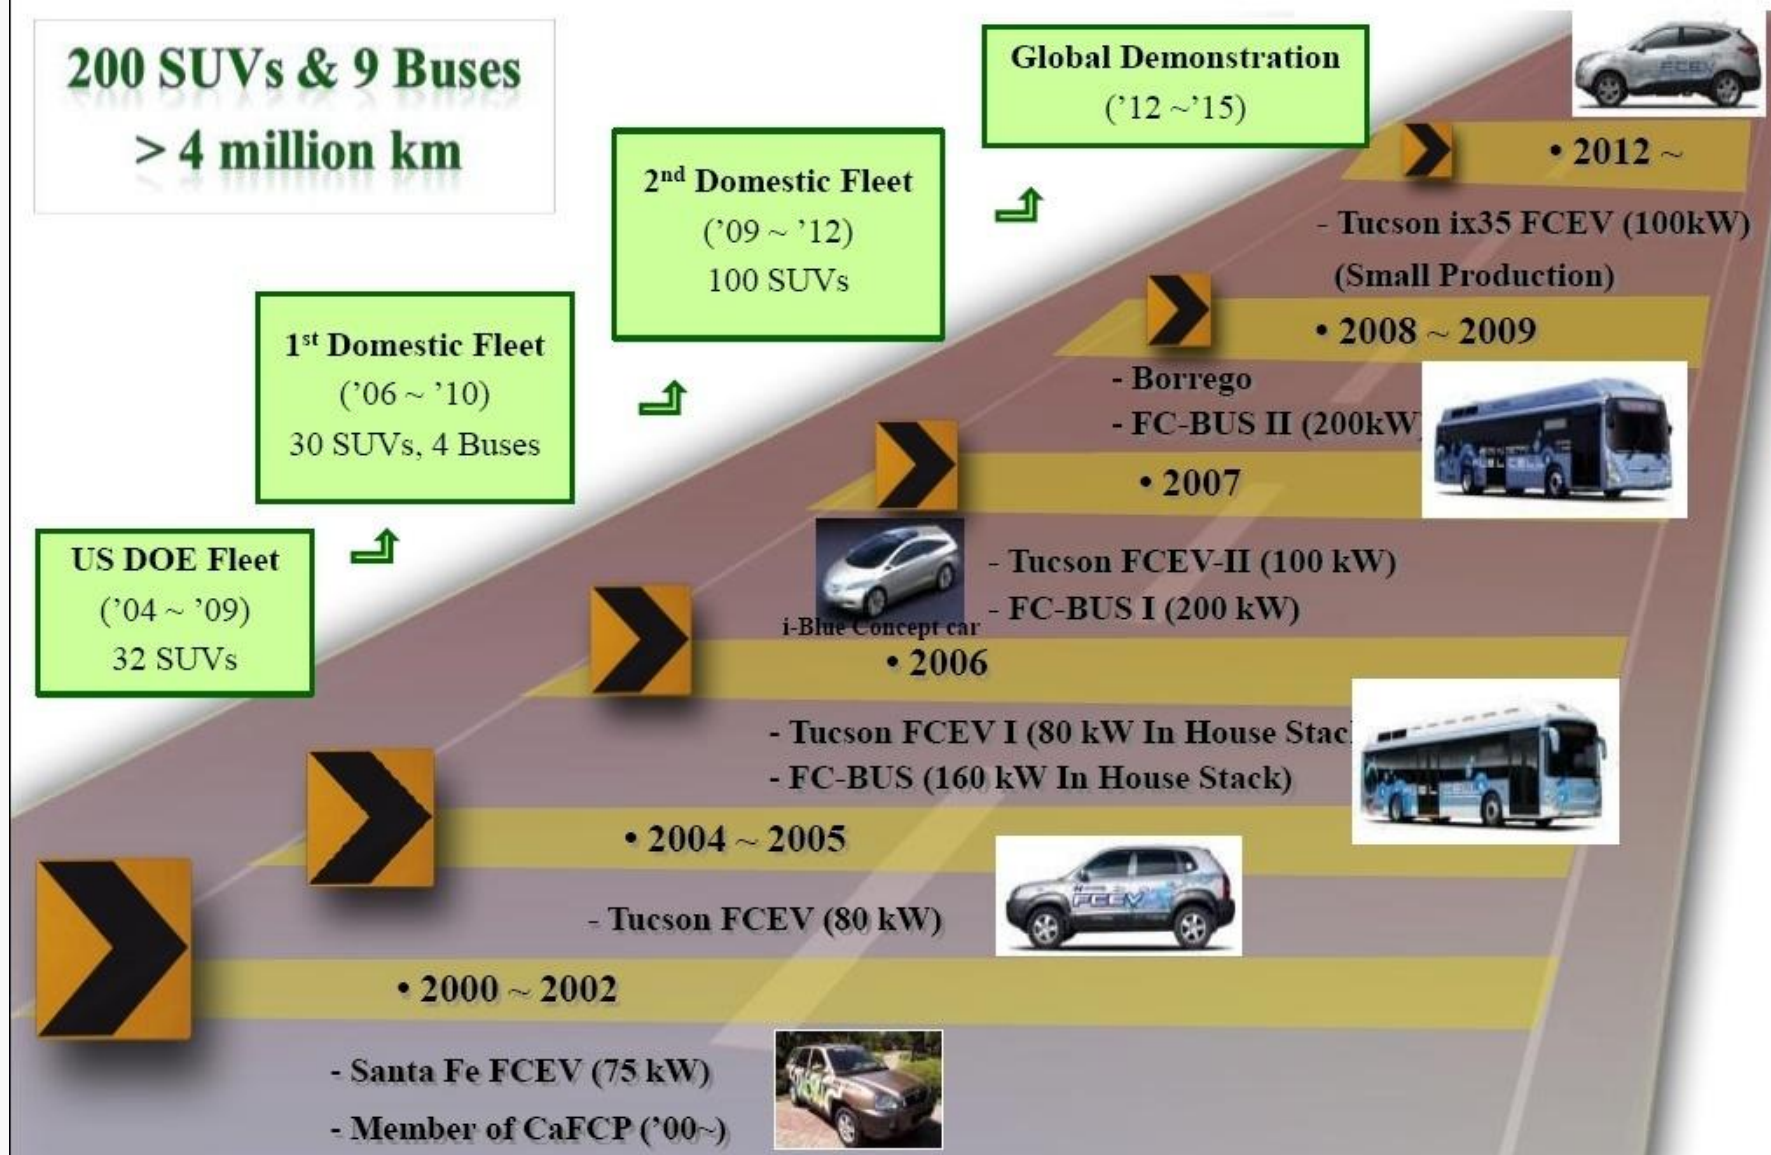 200 SUVs & 9 Buses
> 4 million km
Global Demonstration
(’12 ~’15)
2nd Domestic Fleet
(’09 ~ ’12)
100 SUVs
1st Domestic Fleet
(’06 ~ ’10)
30 SUVs, 4 Buses
US DOE Fleet
(’04 ~ ’09)
32 SUVs
FCEV
• 2012 ~
- Tucson ix35 FCEV (100kW)
(Small Production)
• 2008 ~ 2009
- Borrego
- FC-BUS II (200kW
• 2007
- Tucson FCEV-II (100 kW)
- FC-BUS I (200 kW)
i-Blue Concept car
• 2006
- Tucson FCEV I (80 kW In House Stac
- FC-BUS (160 kW In House Stack)
• 2004 ~ 2005
- Tucson FCEV (80 kW)
FCEV
• 2000 ~ 2002
- Santa Fe FCEV (75 kW)
- Member of CaFCP (’00~)